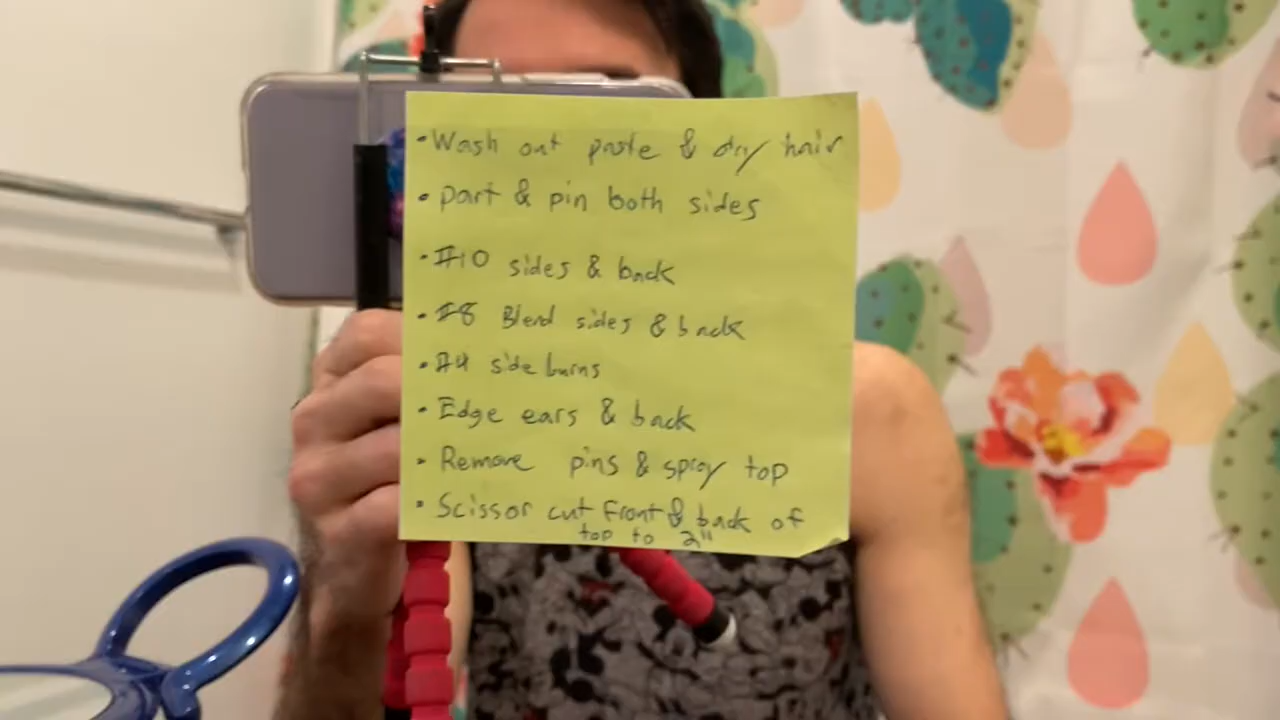 • Wash out paste & dry hair
• part & pin both sides
• #10 sides & back
• #8 Blend sides & back
• #4 side burns
• Edge ears & back
• Remove pins & spray top
• Scissor cut front & back of
top to 2"